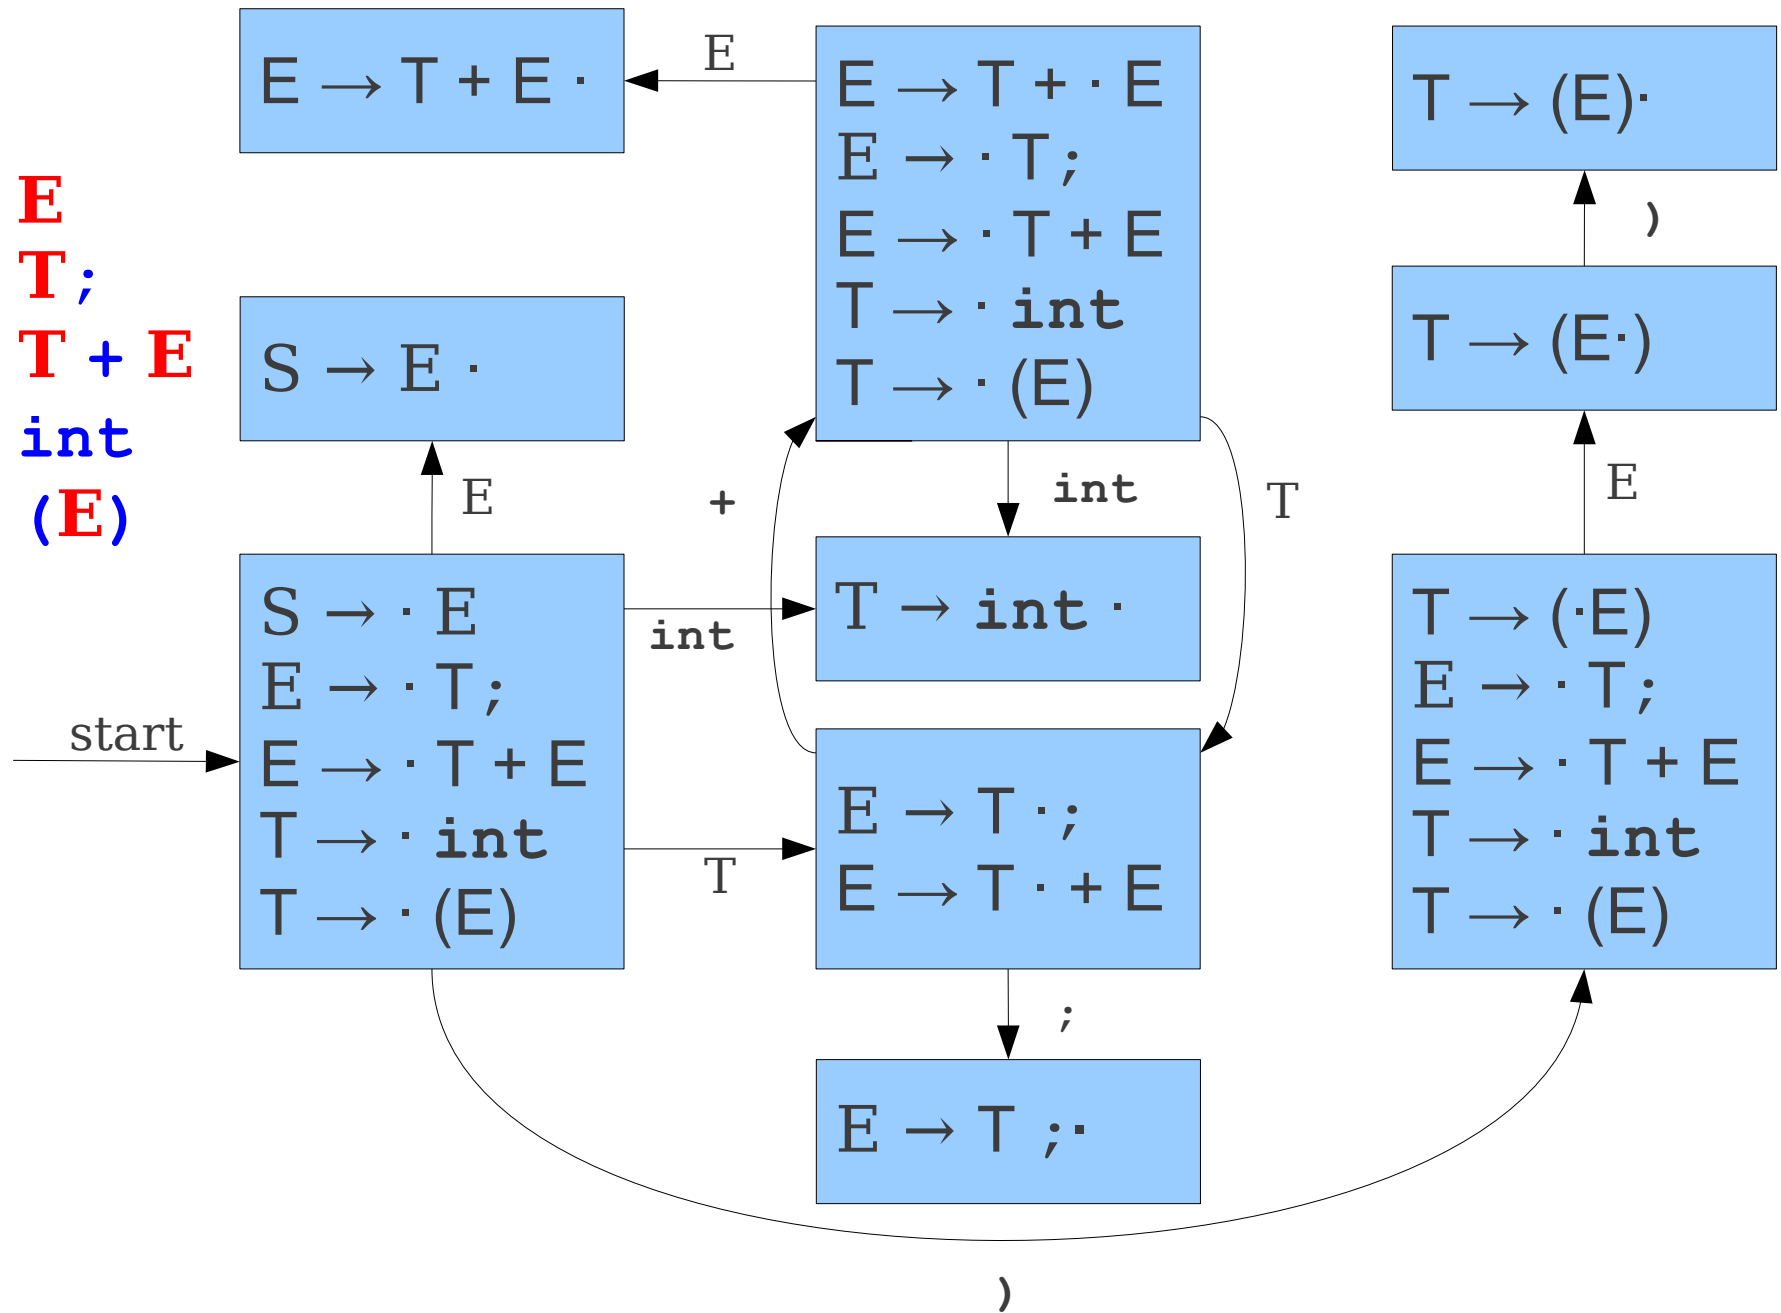 E
T ;
T + E
int
(E)
E → T + E ·
E
E → T + · E
E → · T ;
E → · T + E
T → · int
T → · (E)
T → (E)·
)
T → (E·)
E
S → E ·
E
+
int
T
T → int ·
int
start
S → · E
E → · T ;
E → · T + E
T → · int
T → · (E)
T
E → T · ;
E → T · + E
;
E → T ; ·
T → (·E)
E → · T ;
E → · T + E
T → · int
T → · (E)
)